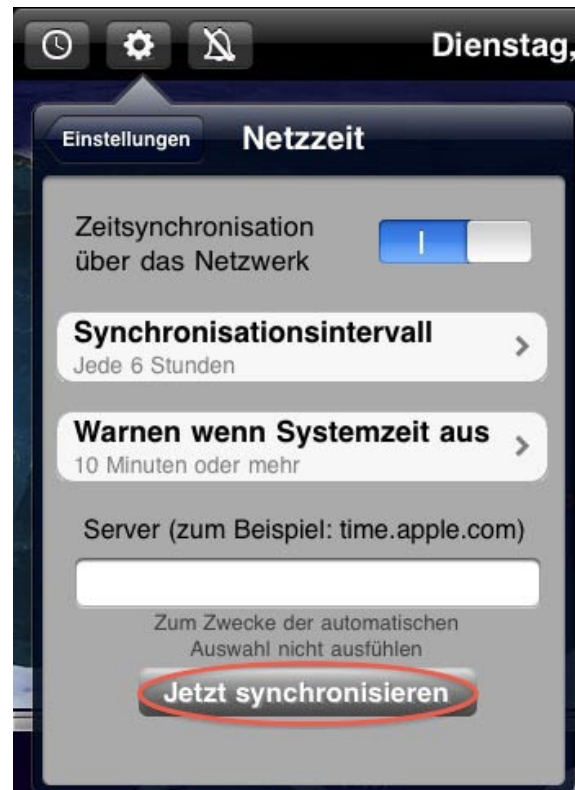 Dienstag,
Einstellungen
Netzzeit
Zeitsynchronisation
über das Netzwerk
Synchronisationsintervall
Jede 6 Stunden
Warnen wenn Systemzeit aus
10 Minuten oder mehr
Server (zum Beispiel: time.apple.com)
Zum Zwecke der automatischen
Auswahl nicht ausfühlen
Jetzt synchronisieren